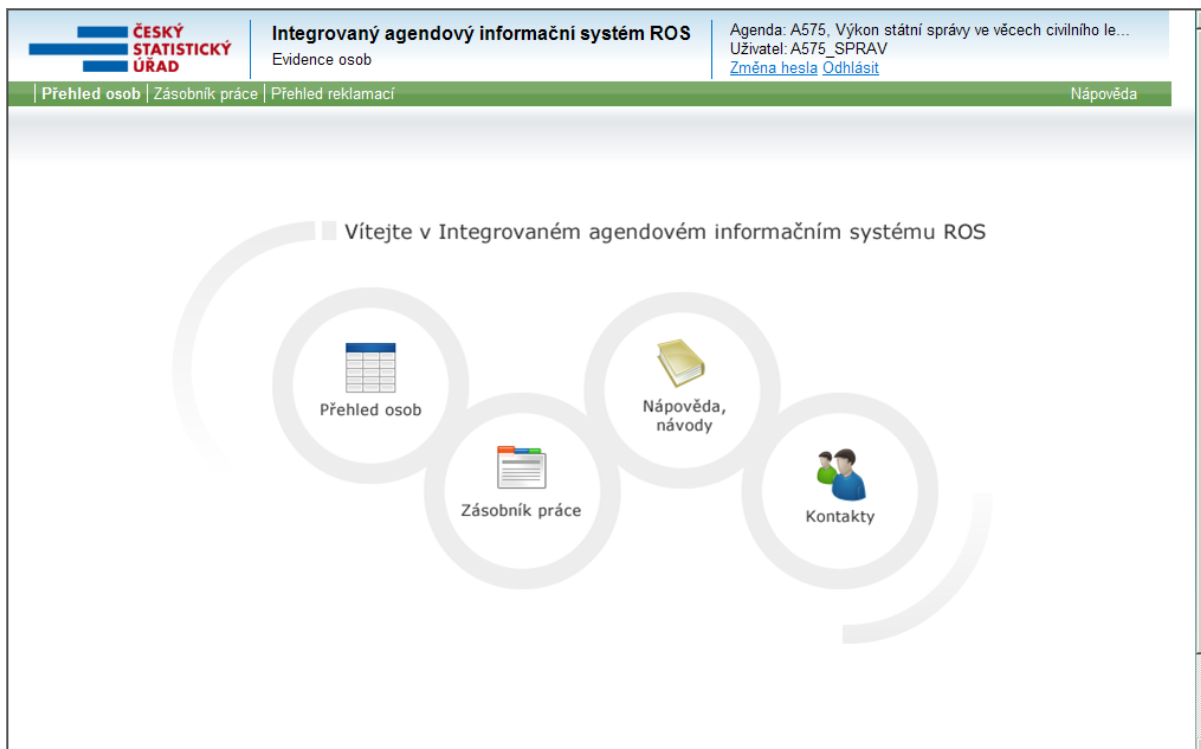 ČESKÝ
STATISTICKÝ
ÚŘAD
Integrovaný agendový informační systém ROS
Evidence osob
Agenda: A575, Výkon státní správy ve věcech civilního le...
Uživatel: A575_SPRAV
Změna hesla Odhlásit
Přehled osob Zásobník práce Přehled reklamací Nápověda
Vítejte v Integrovaném agendovém informačním systému ROS
Přehled osob
Nápověda,
návody
Zásobník práce
Kontakty